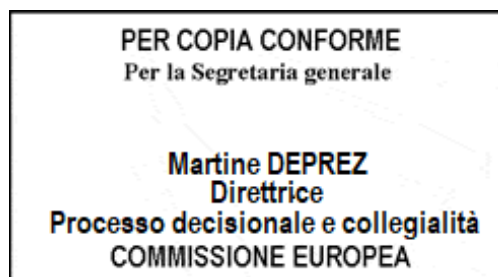 PER COPIA CONFORME
Per la Segretaria generale
Martine DEPREZ
Direttrice
Processo decisionale e collegialità
COMMISSIONE EUROPEA